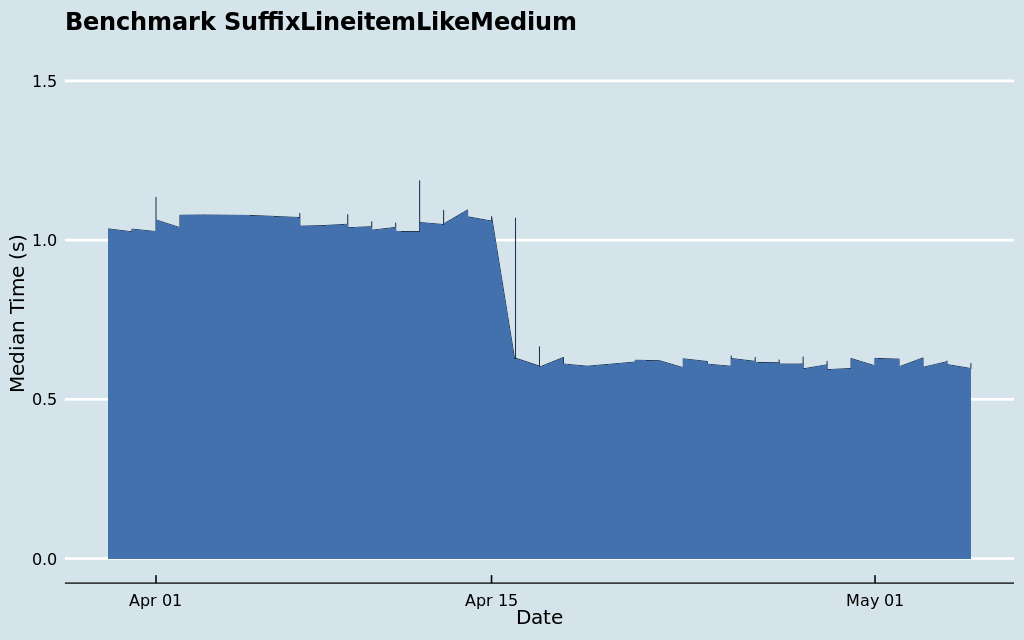 Benchmark SuffixLineitemLikeMedium
Median Time (s)
1.5
1.0
0.5
0.0
Apr 01
Apr 15
May 01
Date